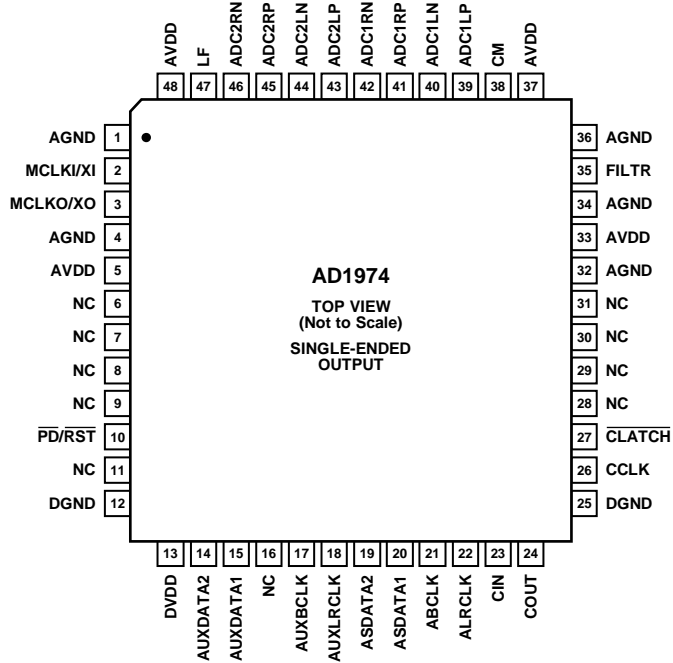 AVDD
LF
ADC2RN
ADC2RP
ADC2LN
ADC2LP
ADC1RN
ADC1RP
ADC1LN
ADC1LP
CM
AVDD
48 47 46 45 44 43 42 41 40 39 38 37
AGND 1
MCLKI/XI 2
MCLKO/XO 3
AGND 4
AVDD 5
NC 6
NC 7
NC 8
NC 9
PD/RST 10
NC 11
DGND 12
AD1974
TOP VIEW
(Not to Scale)
SINGLE-ENDED
OUTPUT
36 AGND
35 FILTR
34 AGND
33 AVDD
32 AGND
31 NC
30 NC
29 NC
28 NC
27 CLATCH
26 CCLK
25 DGND
13 14 15 16 17 18 19 20 21 22 23 24
DVDD
AUXDATA2
AUXDATA1
NC
AUXBCLK
AUXLRCLK
ASDATA2
ASDATA1
ABCLK
ALRCLK
CIN
COUT